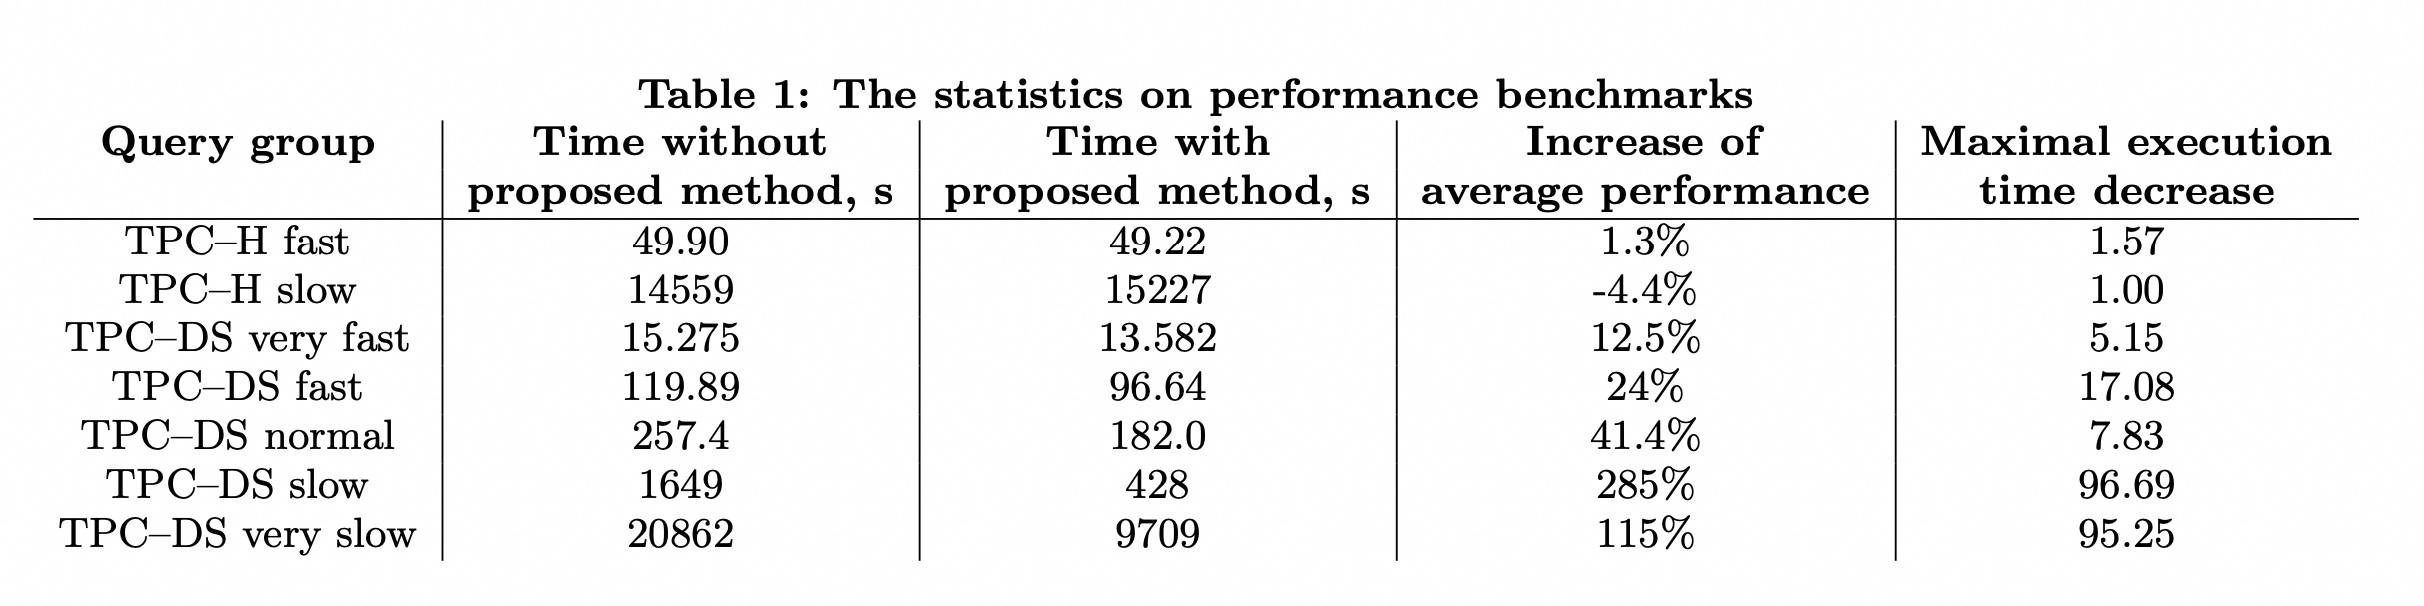 Table 1: The statistics on performance benchmarks
Query group Time without Time with Increase of Maximal execution
proposed method, s proposed method, s average performance time decrease
TPC–H fast 49.90 49.22 1.3% 1.57
TPC–H slow 14559 15227 -4.4% 1.00
TPC–DS very fast 15.275 13.582 12.5% 5.15
TPC–DS fast 119.89 96.64 24% 17.08
TPC–DS normal 257.4 182.0 41.4% 7.83
TPC–DS slow 1649 428 285% 96.69
TPC–DS very slow 20862 9709 115% 95.25